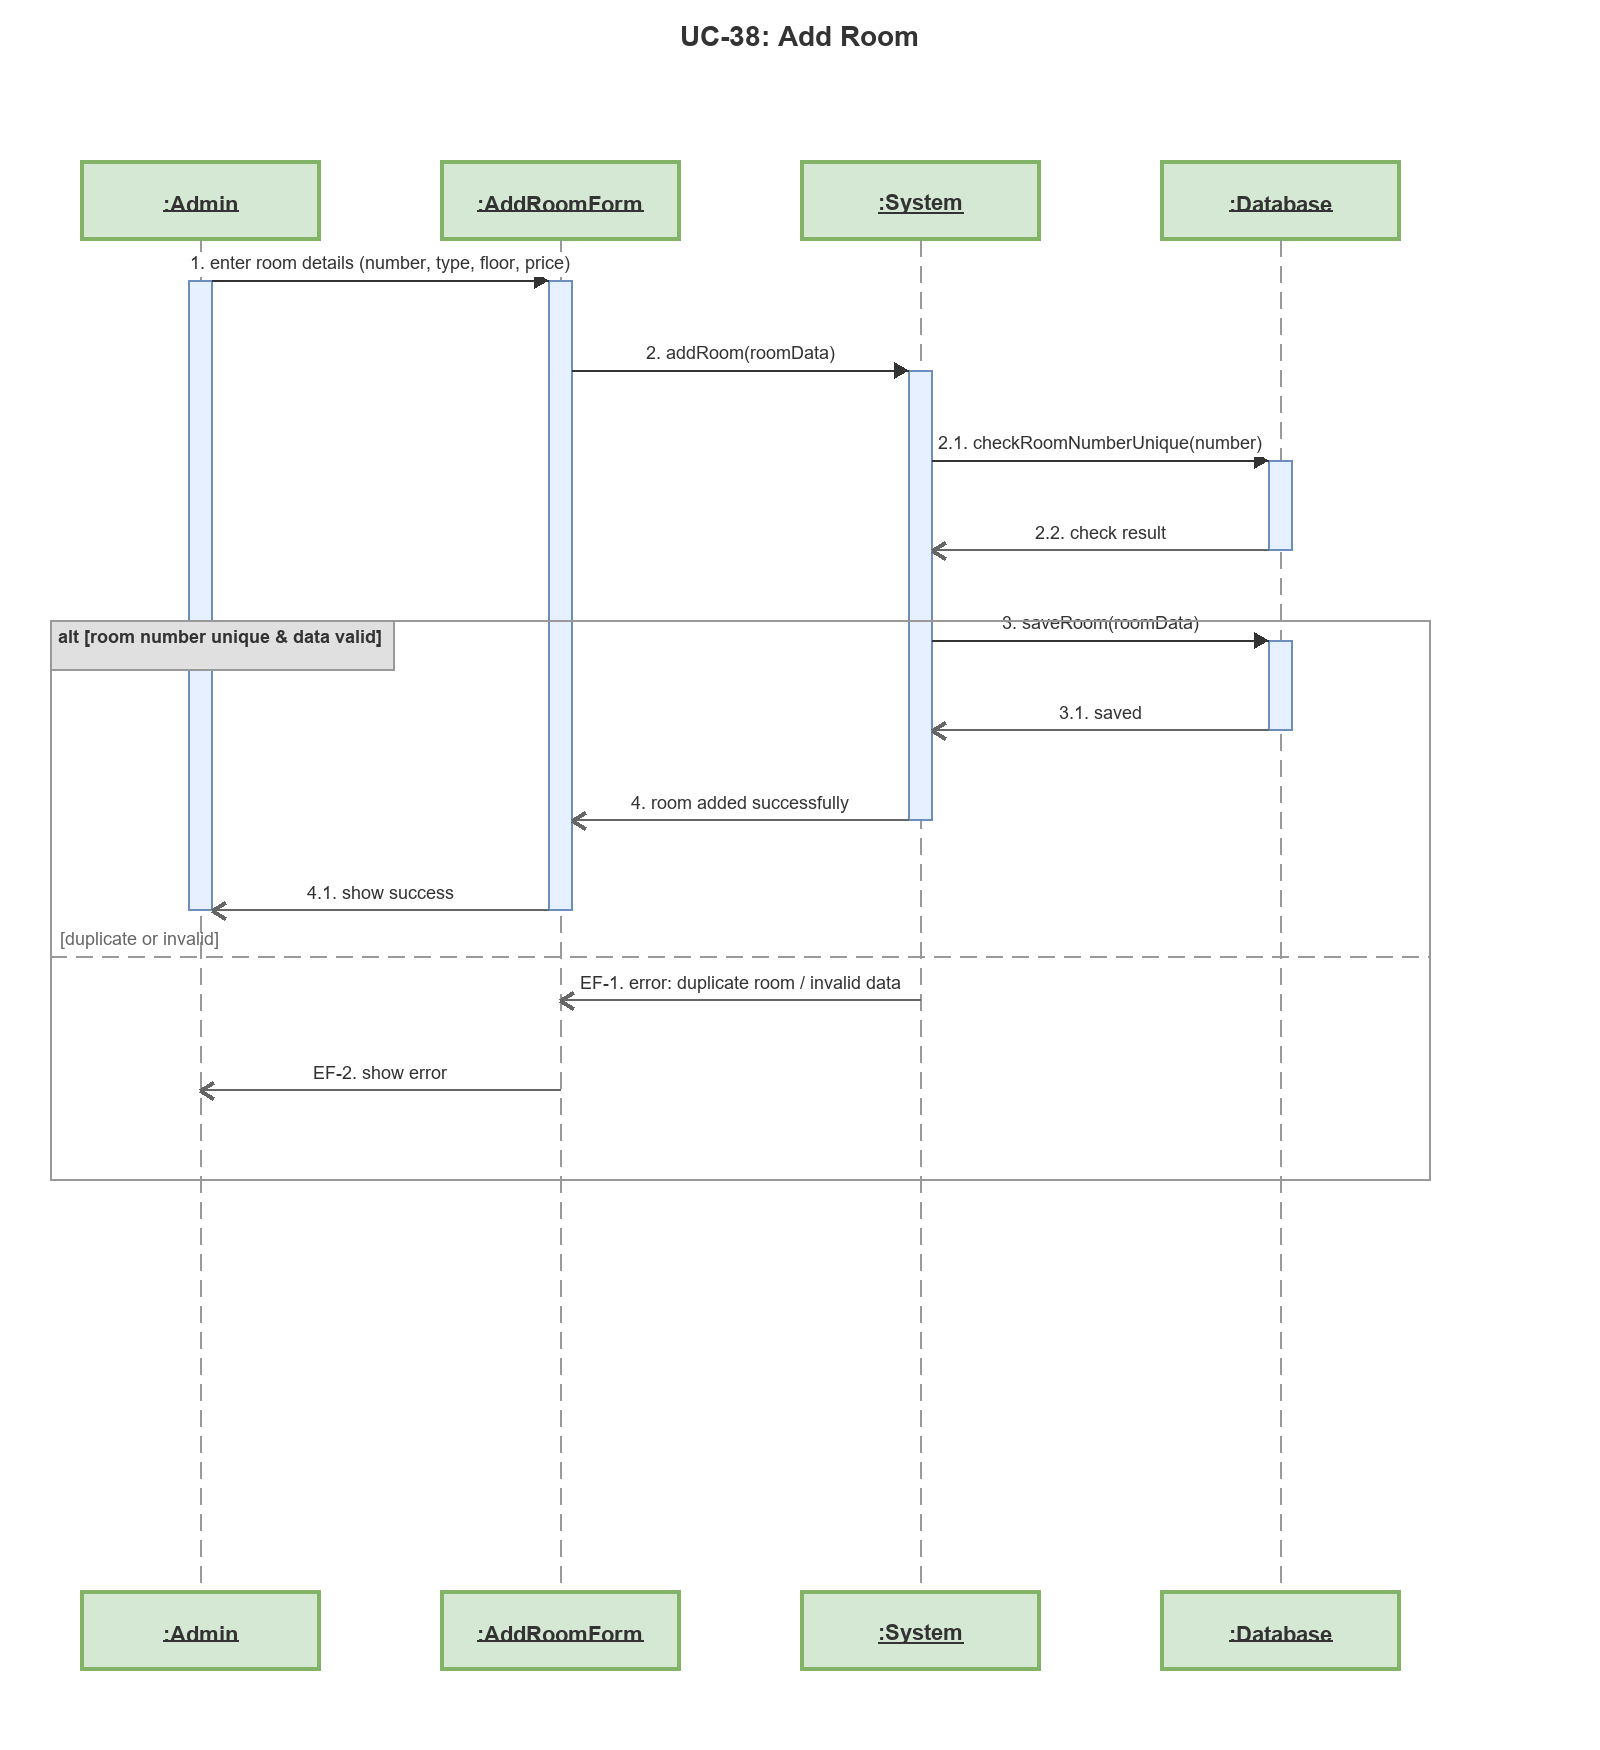 UC-38: Add Room
:Admin
:AddRoomForm
:System
:Database
1. enter room details (number, type, floor, price)
2. addRoom(roomData)
2.1. checkRoomNumberUnique(number)
2.2. check result
3. saveRoom(roomData)
alt [room number unique & data valid]
3.1. saved
4. room added successfully
4.1. show success
[duplicate or invalid]
EF-1. error: duplicate room / invalid data
EF-2. show error
:Admin
:AddRoomForm
:System
:Database